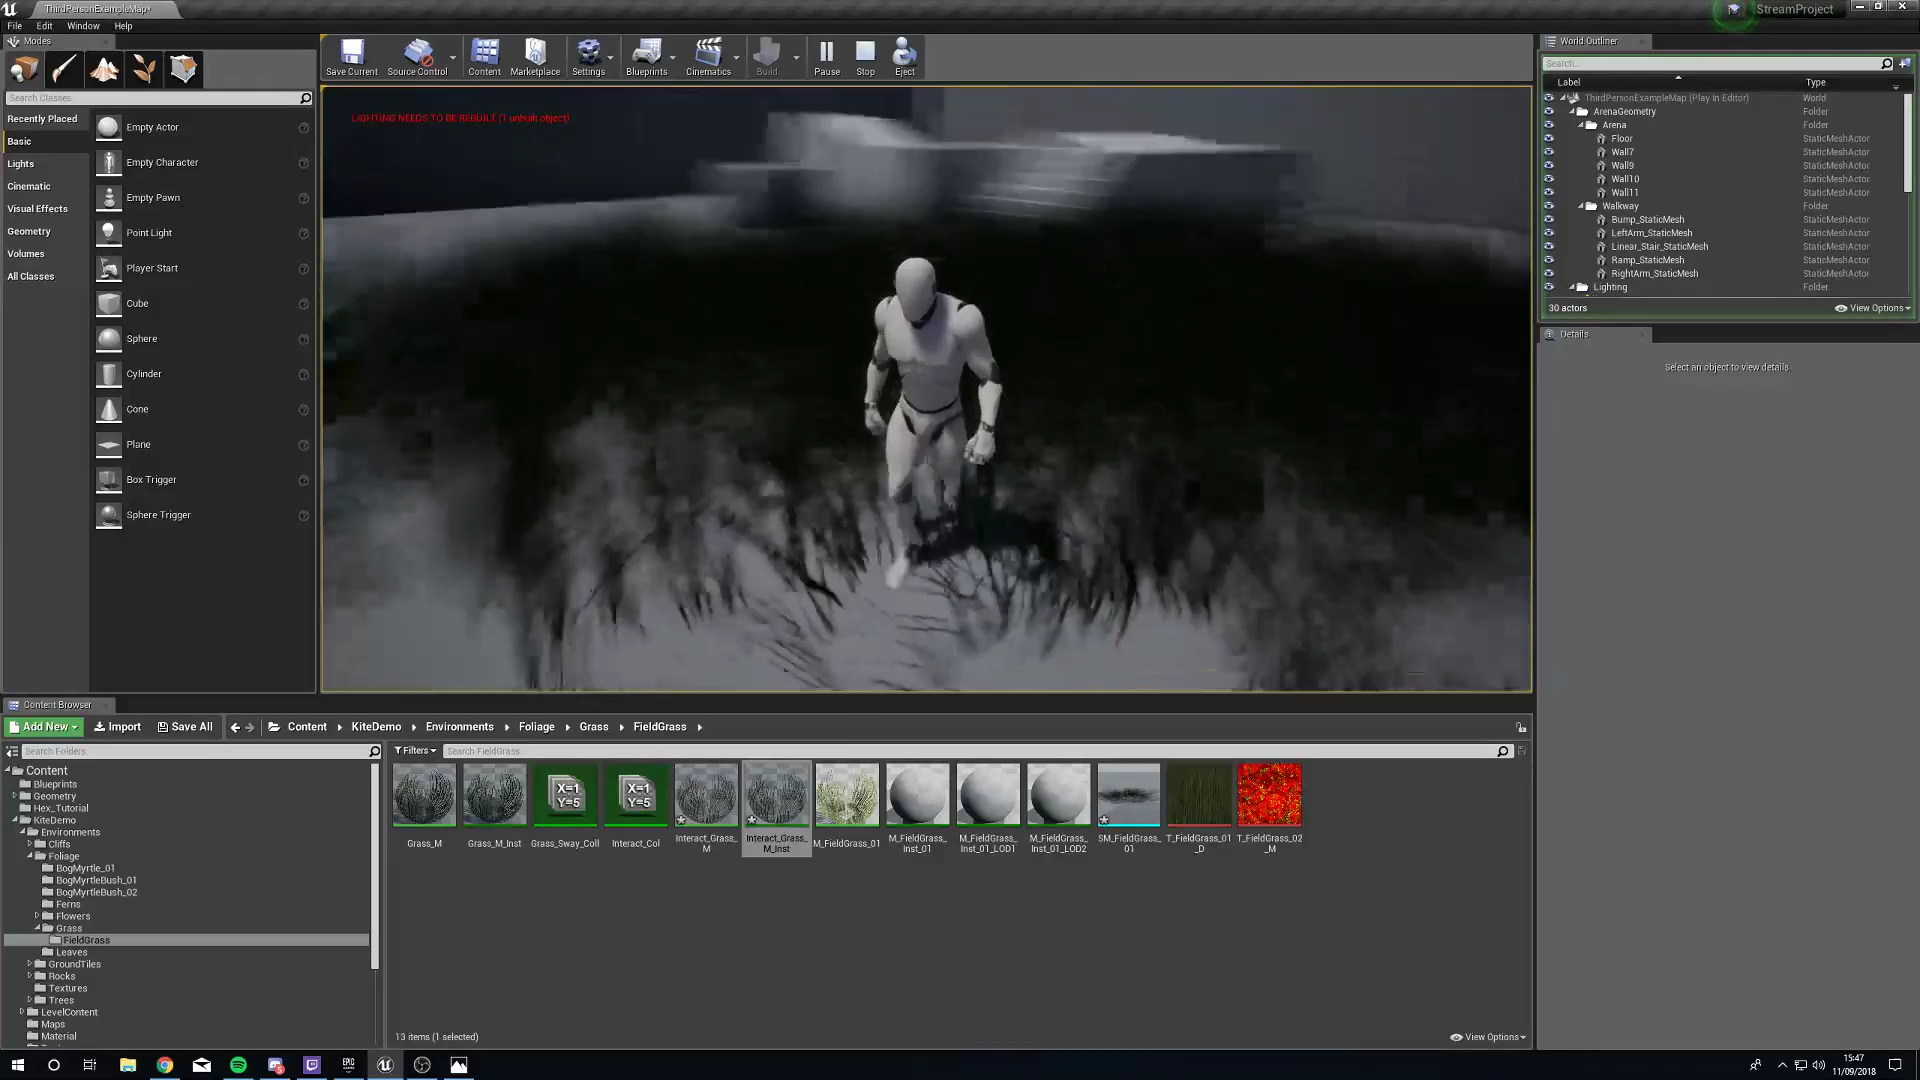 ThirdPersonExampleMap*
StreamProject
File Edit Window Help
Modes
Search Classes
Recently Placed
Basic
Lights
Cinematic
Visual Effects
Geometry
Volumes
All Classes
Empty Actor
Empty Character
Empty Pawn
Point Light
Player Start
Cube
Sphere
Cylinder
Cone
Plane
Box Trigger
Sphere Trigger
Save Current Source Control Content Marketplace Settings Blueprints Cinematics Build Pause Stop Eject
LIGHTING NEEDS TO BE REBUILT (1 unbuilt object)
World Outliner
Search...
Label Type
ThirdPersonExampleMap (Play In Editor) World
ArenaGeometry Folder
Arena Folder
Floor StaticMeshActor
Wall7 StaticMeshActor
Wall9 StaticMeshActor
Wall10 StaticMeshActor
Wall11 StaticMeshActor
Walkway Folder
Bump_StaticMesh StaticMeshActor
LeftArm_StaticMesh StaticMeshActor
Linear_Stair_StaticMesh StaticMeshActor
Ramp_StaticMesh StaticMeshActor
RightArm_StaticMesh StaticMeshActor
Lighting Folder
30 actors View Options
Details
Select an object to view details
Content Browser
Add New Import Save All Content KiteDemo Environments Foliage Grass FieldGrass
Search Folders
Content
Blueprints
Geometry
Hex_Tutorial
KiteDemo
Environments
Cliffs
Foliage
BogMyrtle_01
BogMyrtleBush_01
BogMyrtleBush_02
Ferns
Flowers
Grass
FieldGrass
Leaves
GroundTiles
Rocks
Textures
Trees
LevelContent
Maps
Material
Filters Search FieldGrass
X=1
Y=5
X=1
Y=5
Grass_M
Grass_M_Inst
Grass_Sway_Coll
Interact_Col
Interact_Grass_
M
Interact_Grass_
M_Inst
M_FieldGrass_01
M_FieldGrass_
Inst_01
M_FieldGrass_
Inst_01_LOD1
M_FieldGrass_
Inst_01_LOD2
SM_FieldGrass_
01
T_FieldGrass_01
_D
T_FieldGrass_02
_M
13 items (1 selected) View Options
EPIC
GAMES
15:47
11/09/2018